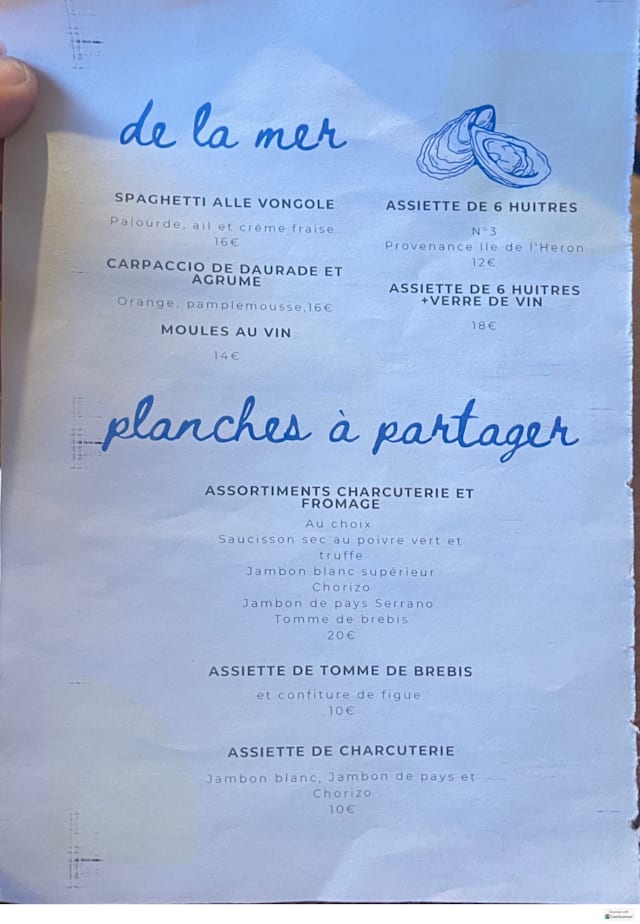 de la mer
SPAGHETTI ALLE VONGOLE
Palourde, ail et crème fraise
16€
CARPACCIO DE DAURADE ET
AGRUME
Orange, pamplemousse,16€
MOULES AU VIN
14€
ASSIETTE DE 6 HUITRES
N°3
Provenance Ile de l'Heron
12€
ASSIETTE DE 6 HUITRES
+VERRE DE VIN
18€
planches à partager
ASSORTIMENTS CHARCUTERIE ET
FROMAGE
Au choix
Saucisson sec au poivre vert et
truffe
Jambon blanc supérieur
Chorizo
Jambon de pays Serrano
Tomme de brebis
20€
ASSIETTE DE TOMME DE BREBIS
et confiture de figue
10€
ASSIETTE DE CHARCUTERIE
Jambon blanc, Jambon de pays et
Chorizo
10€
CamScanner